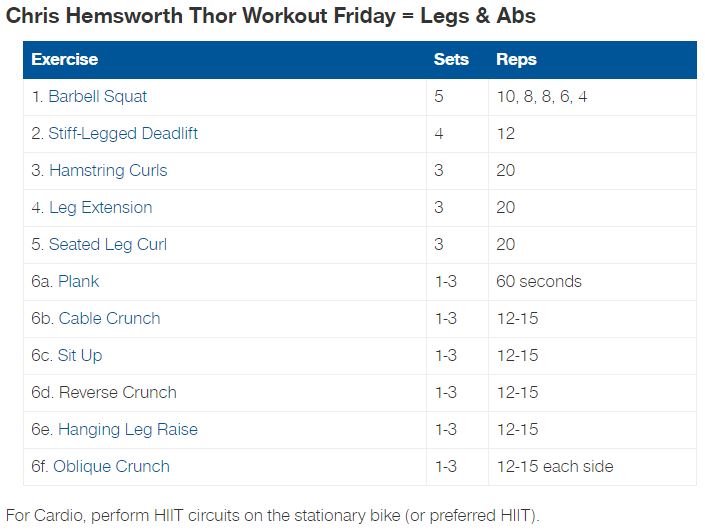 Chris Hemsworth Thor Workout Friday = Legs & Abs
Exercise Sets Reps
1. Barbell Squat 5 10, 8, 8, 6, 4
2. Stiff-Legged Deadlift 4 12
3. Hamstring Curls 3 20
4. Leg Extension 3 20
5. Seated Leg Curl 3 20
6a. Plank 1-3 60 seconds
6b. Cable Crunch 1-3 12-15
6c. Sit Up 1-3 12-15
6d. Reverse Crunch 1-3 12-15
6e. Hanging Leg Raise 1-3 12-15
6f. Oblique Crunch 1-3 12-15 each side
For Cardio, perform HIIT circuits on the stationary bike (or preferred HIIT).